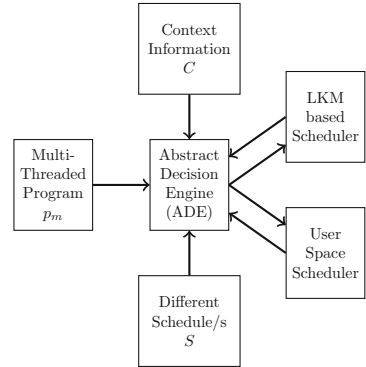 Context
Information
C
LKM
based
Scheduler
Multi-
Threaded
Program
p_m
Abstract
Decision
Engine
(ADE)
User
Space
Scheduler
Different
Schedule/s
S